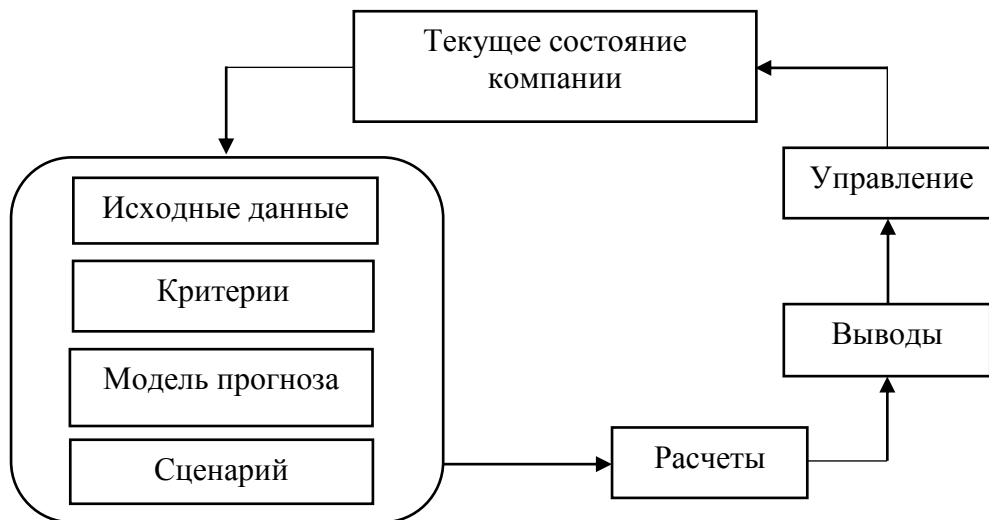 Текущее состояние
компании
Управление
Исходные данные
Критерии
Выводы
Модель прогноза
Расчеты
Сценарий